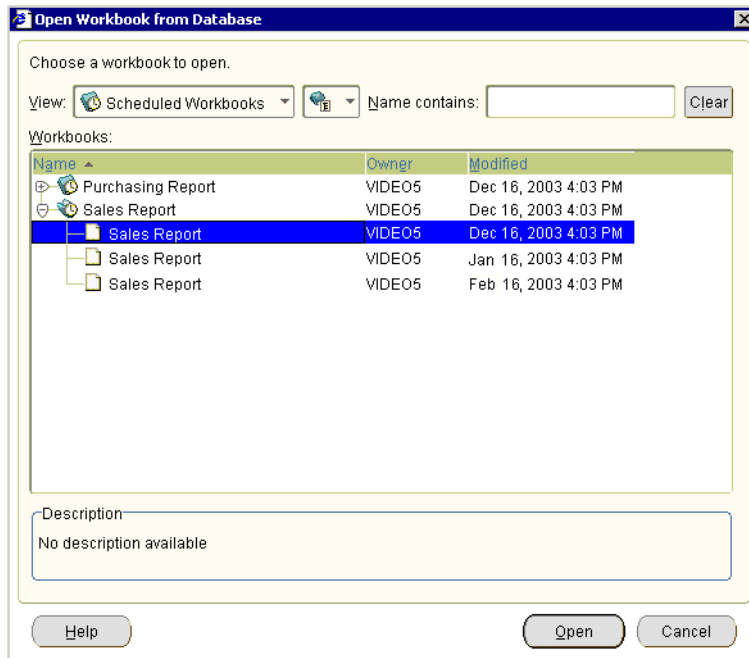 Open Workbook from Database
Choose a workbook to open.
View: Scheduled Workbooks Name contains: Clear
Workbooks:
Name Owner Modified
Purchasing Report VIDEO5 Dec 16, 2003 4:03 PM
Sales Report VIDEO5 Dec 16, 2003 4:03 PM
Sales Report VIDEO5 Dec 16, 2003 4:03 PM
Sales Report VIDEO5 Jan 16, 2003 4:03 PM
Sales Report VIDEO5 Feb 16, 2003 4:03 PM
Description
No description available
Help Open Cancel